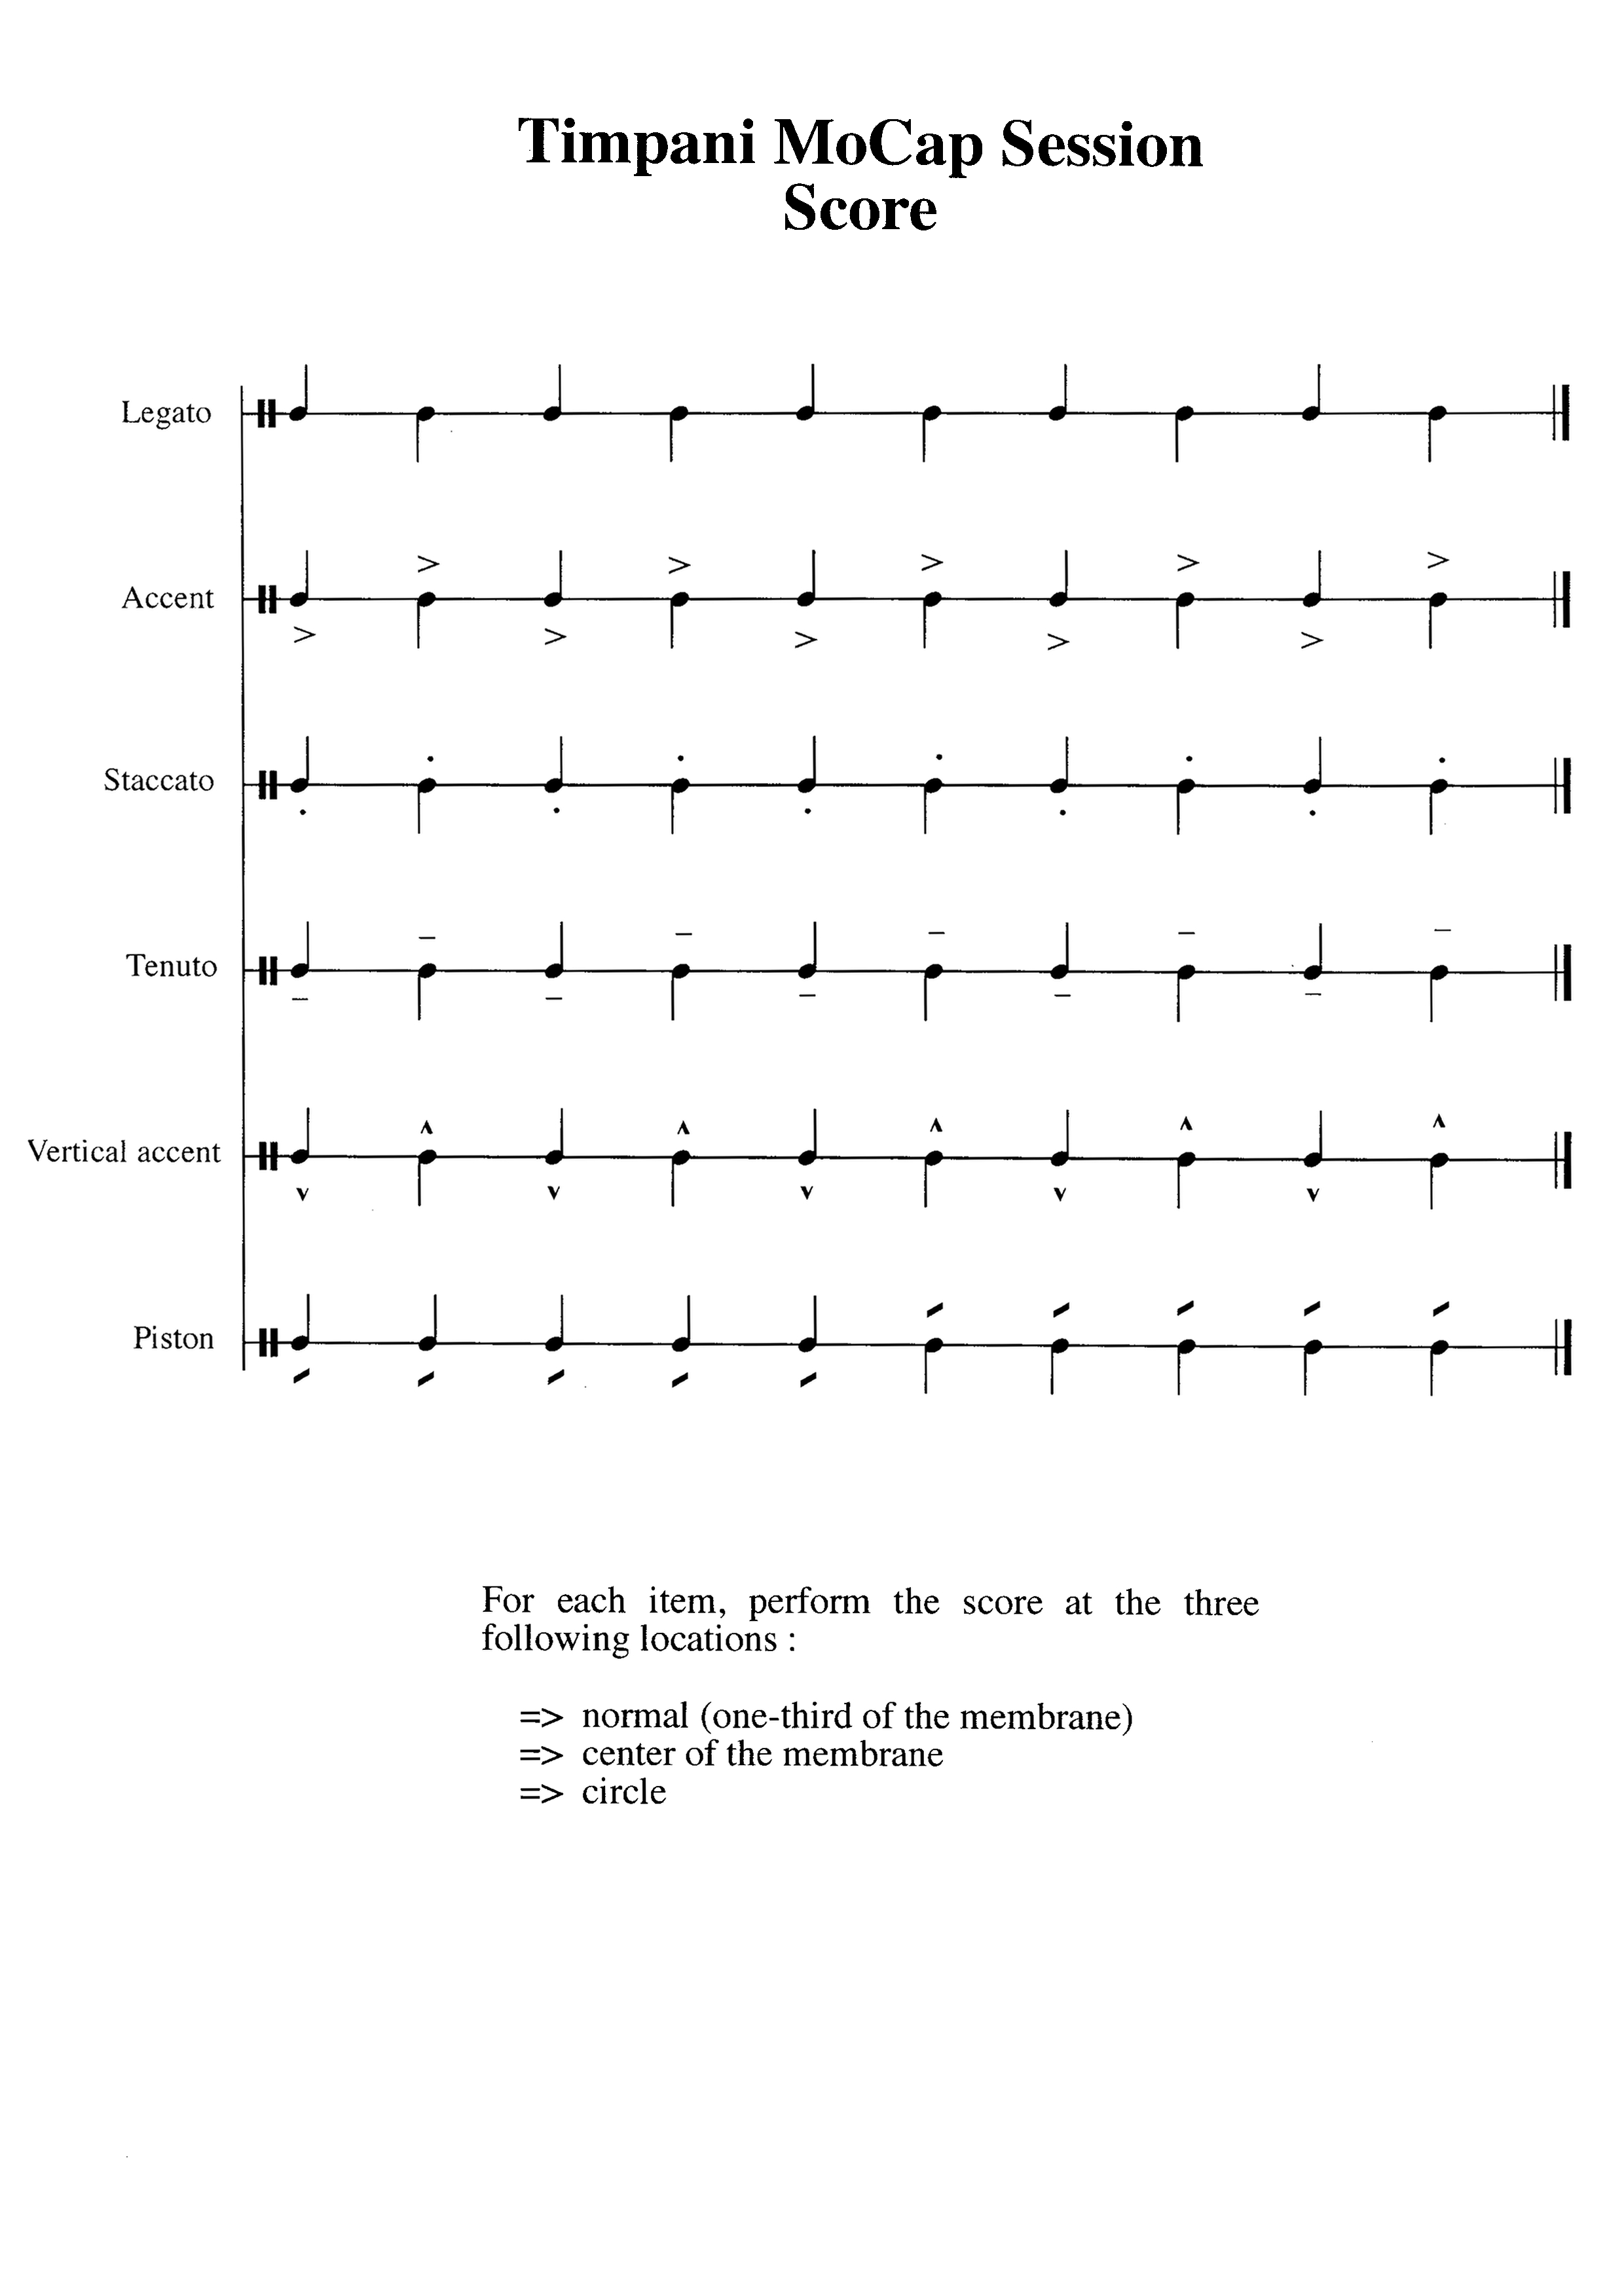 Timpani MoCap Session
Score
Legato
Accent
Staccato
Tenuto
Vertical accent
Piston
For each item, perform the score at the three
following locations :
=> normal (one-third of the membrane)
=> center of the membrane
=> circle